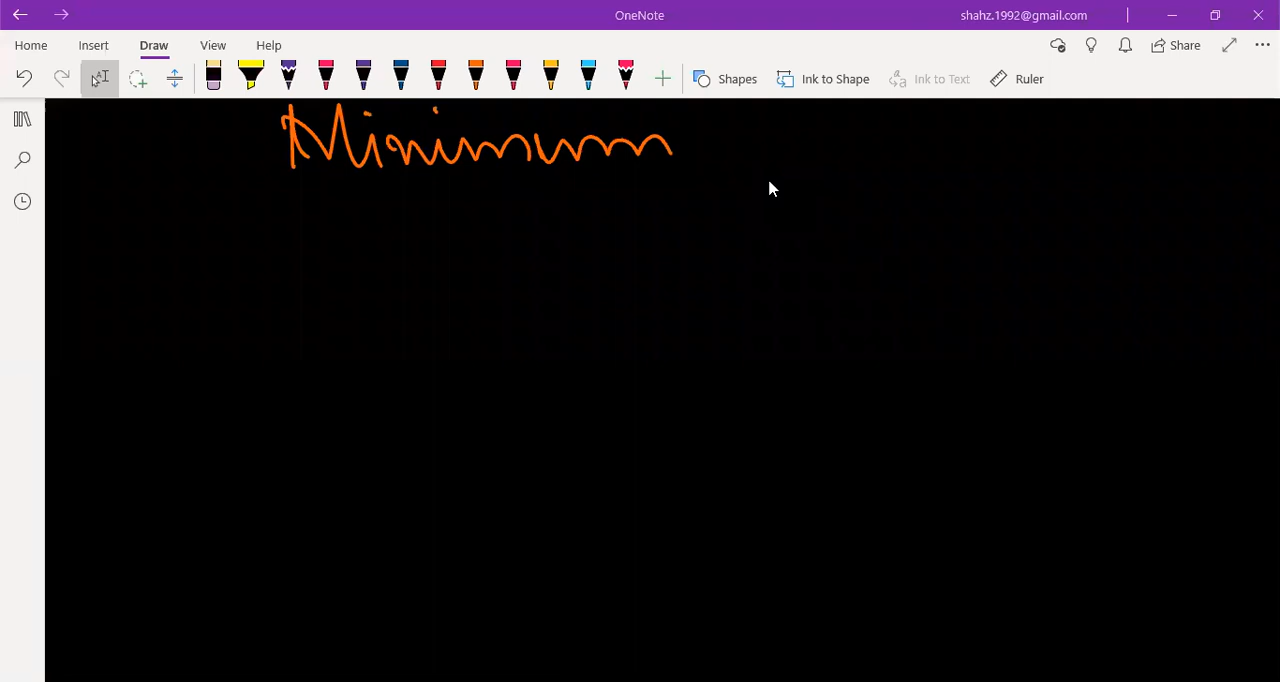 OneNote
shahz.1992@gmail.com
Home Insert Draw View Help
Share
Shapes Ink to Shape Ink to Text Ruler
Minimum